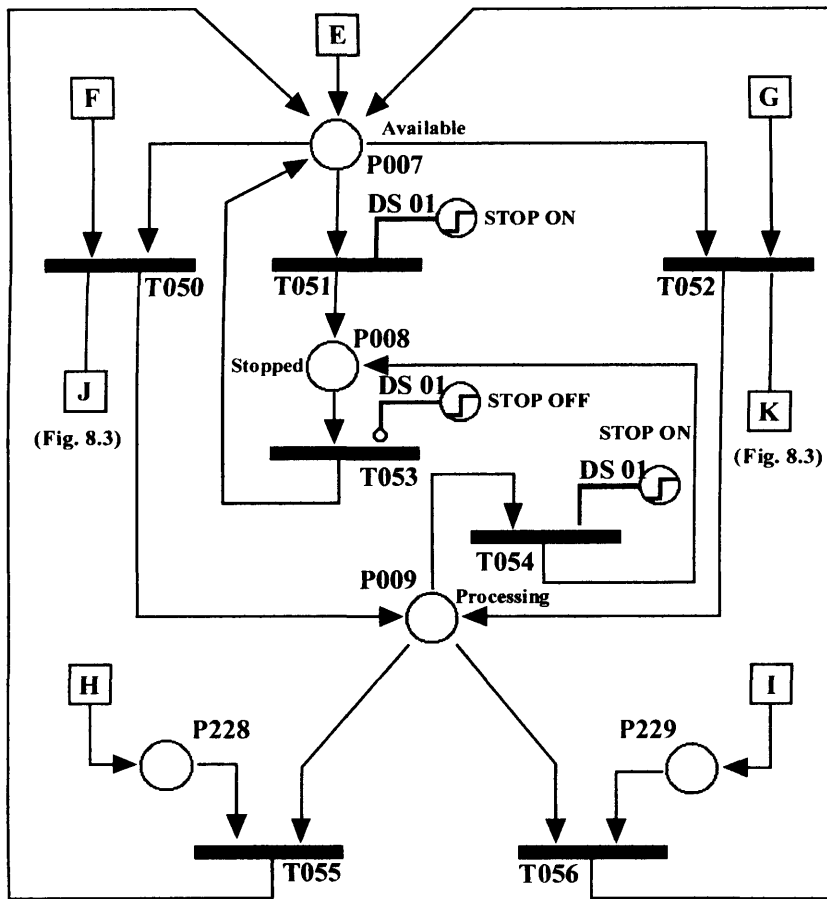 E
F
G
Available
P007
DS 01
STOP ON
T050
T051
T052
P008
Stopped
DS 01
STOP OFF
J
K
(Fig. 8.3)
(Fig. 8.3)
STOP ON
T053
DS 01
T054
P009
Processing
H
I
P228
P229
T055
T056